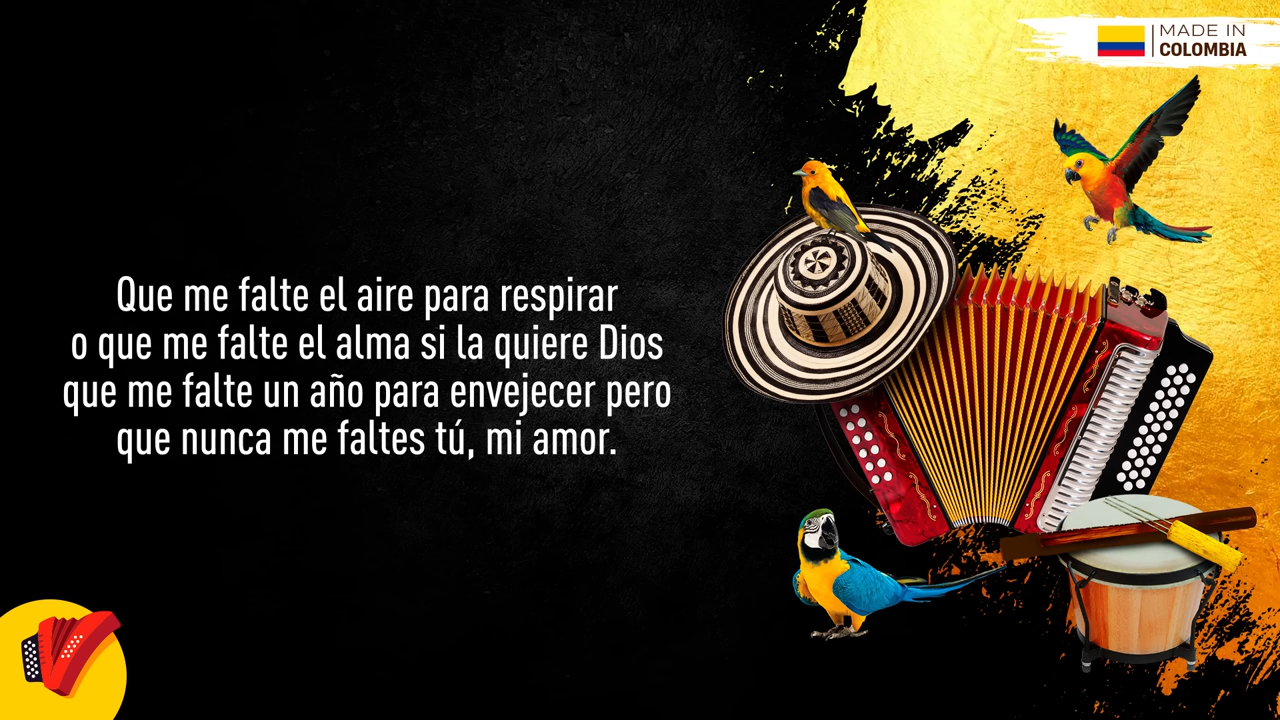 MADE IN
COLOMBIA
Que me falte el aire para respirar
o que me falte el alma si la quiere Dios
que me falte un año para envejecer pero
que nunca me faltes tú, mi amor.